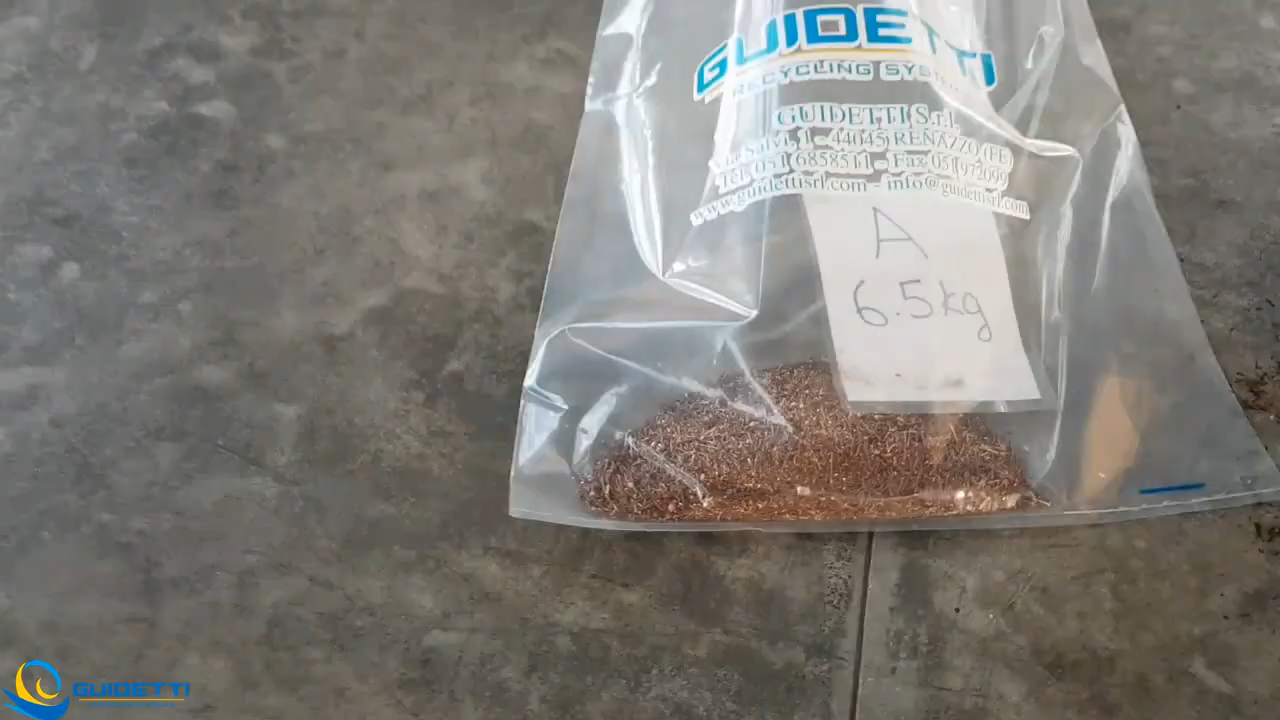 GUIDETTI
RECYCLING SYSTEMS
GUIDETTI S.r.l.
Via Salvi, 1 - 44045 RENAZZO (FE)
Tel. 051 6858511 - Fax 051 972099
www.guidettisrl.com - info@guidettisrl.com
A
6.5kg
GUIDETTI